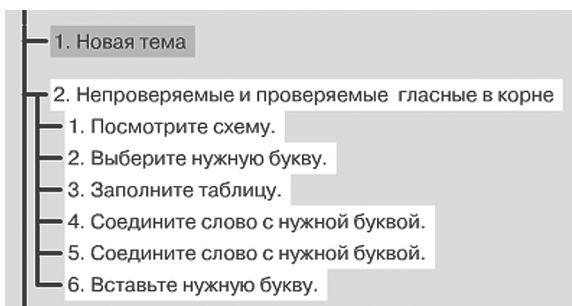 1. Новая тема
2. Непроверяемые и проверяемые гласные в корне
1. Посмотрите схему.
2. Выберите нужную букву.
3. Заполните таблицу.
4. Соедините слово с нужной буквой.
5. Соедините слово с нужной буквой.
6. Вставьте нужную букву.